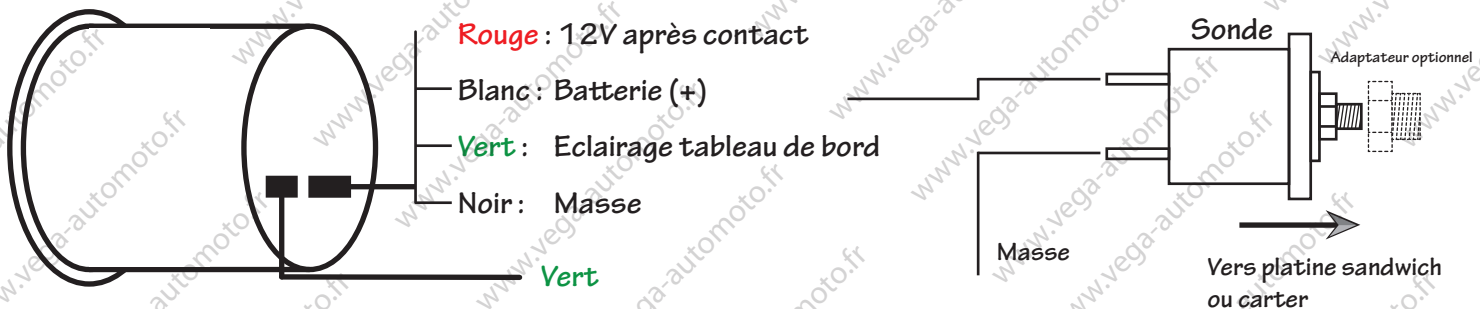 Rouge : 12V après contact
Blanc : Batterie (+)
Vert : Eclairage tableau de bord
Noir : Masse
Vert
Sonde
Adaptateur optionnel
Masse
Vers platine sandwich
ou carter
www.vega-automoto.fr